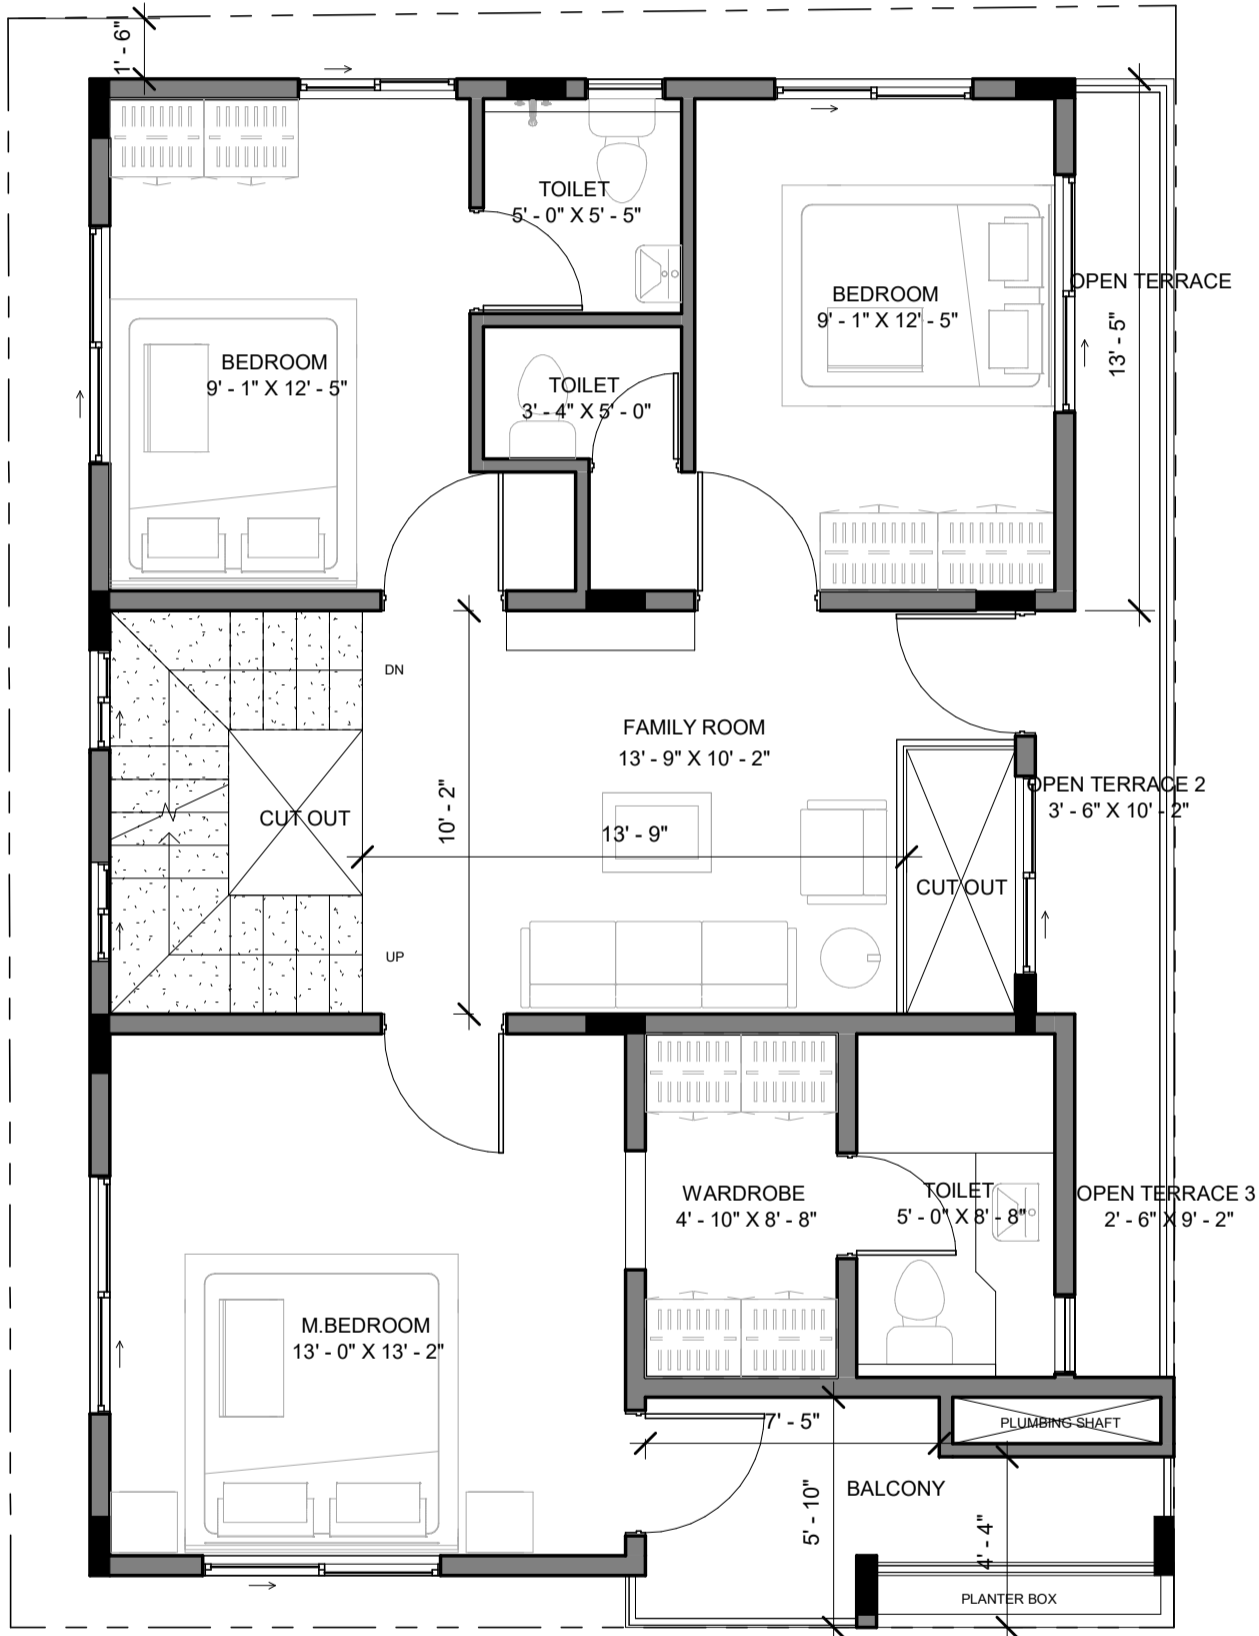 1' - 6"
TOILET
5' - 0" X 5' - 5"
BEDROOM
9' - 1" X 12' - 5"
OPEN TERRACE
13' - 5"
BEDROOM
9' - 1" X 12' - 5"
TOILET
3' - 4" X 5' - 0"
DN
FAMILY ROOM
13' - 9" X 10' - 2"
10' - 2"
CUT OUT
13' - 9"
OPEN TERRACE 2
3' - 6" X 10' - 2"
CUT OUT
UP
WARDROBE
4' - 10" X 8' - 8"
TOILET
5' - 0" X 8' - 8"
OPEN TERRACE 3
2' - 6" X 9' - 2"
M.BEDROOM
13' - 0" X 13' - 2"
7' - 5"
PLUMBING SHAFT
BALCONY
5' - 10"
4' - 4"
PLANTER BOX